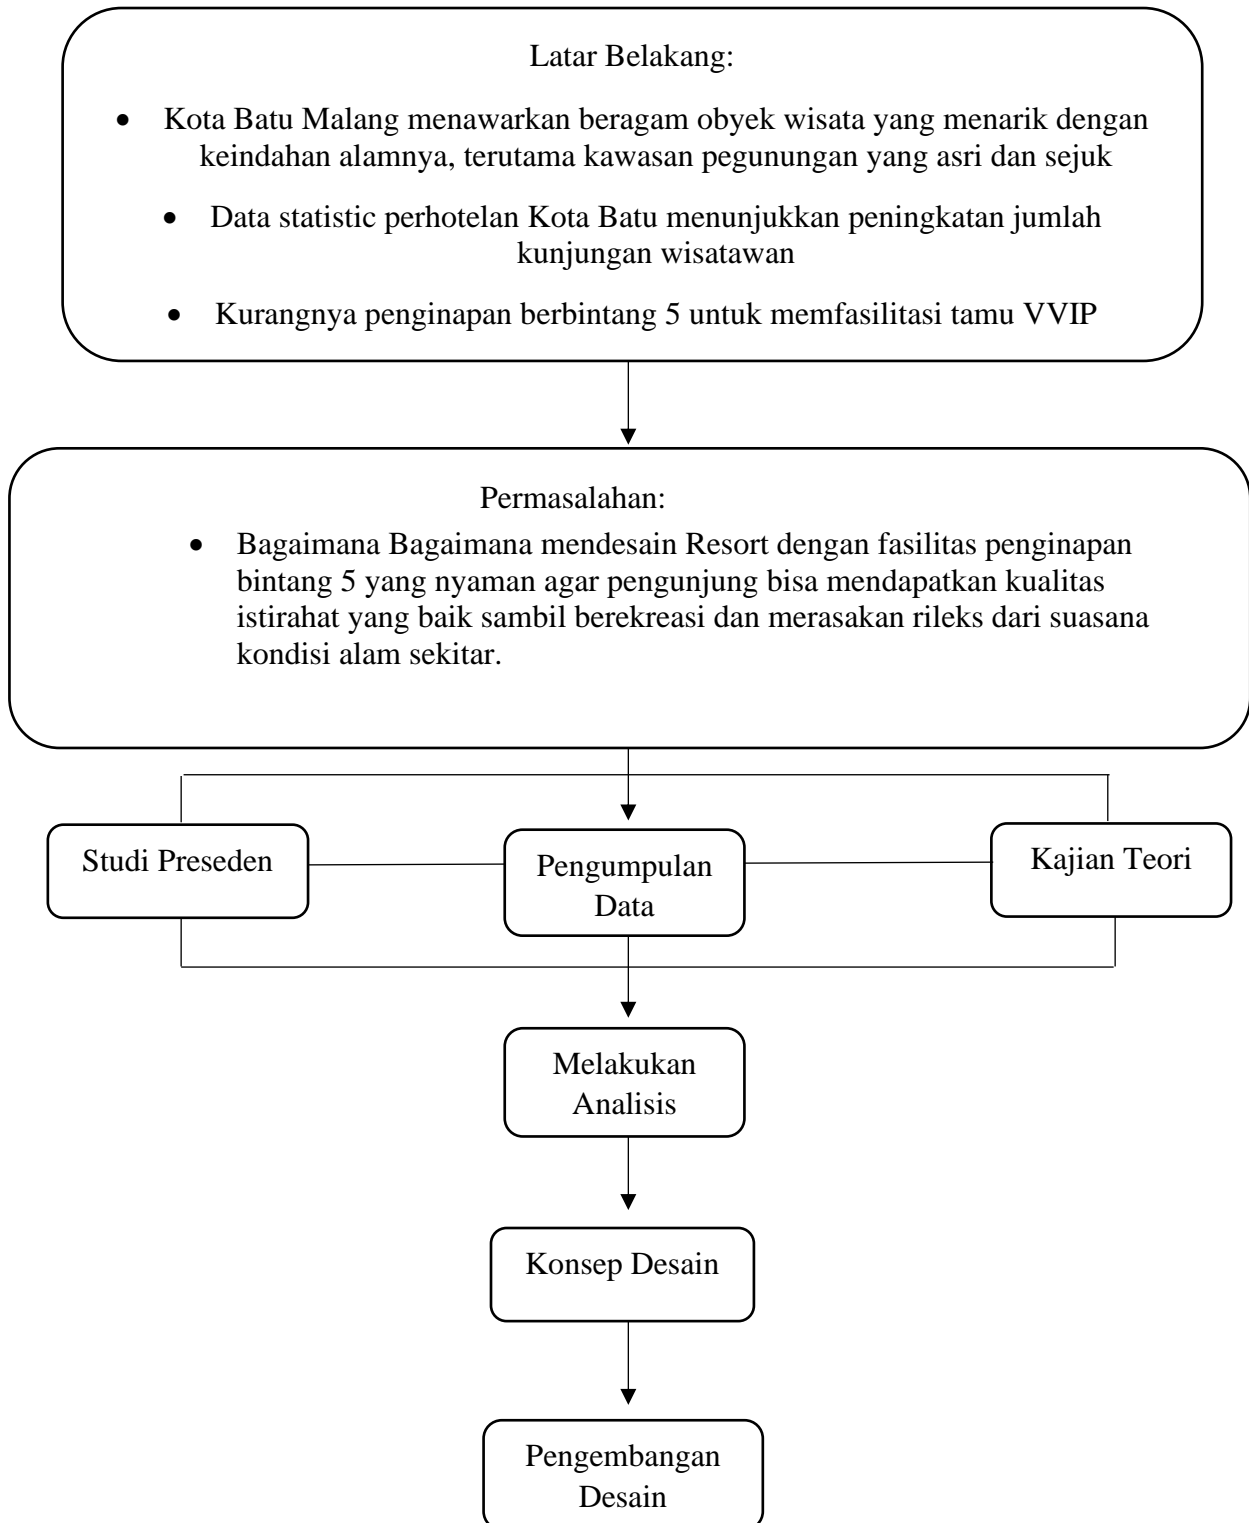 Latar Belakang:
• Kota Batu Malang menawarkan beragam obyek wisata yang menarik dengan
keindahan alamnya, terutama kawasan pegunungan yang asri dan sejuk
• Data statistic perhotelan Kota Batu menunjukkan peningkatan jumlah
kunjungan wisatawan
• Kurangnya penginapan berbintang 5 untuk memfasilitasi tamu VVIP
Permasalahan:
• Bagaimana Bagaimana mendesain Resort dengan fasilitas penginapan
bintang 5 yang nyaman agar pengunjung bisa mendapatkan kualitas
istirahat yang baik sambil berekreasi dan merasakan rileks dari suasana
kondisi alam sekitar.
Studi Preseden
Pengumpulan
Data
Kajian Teori
Melakukan
Analisis
Konsep Desain
Pengembangan
Desain